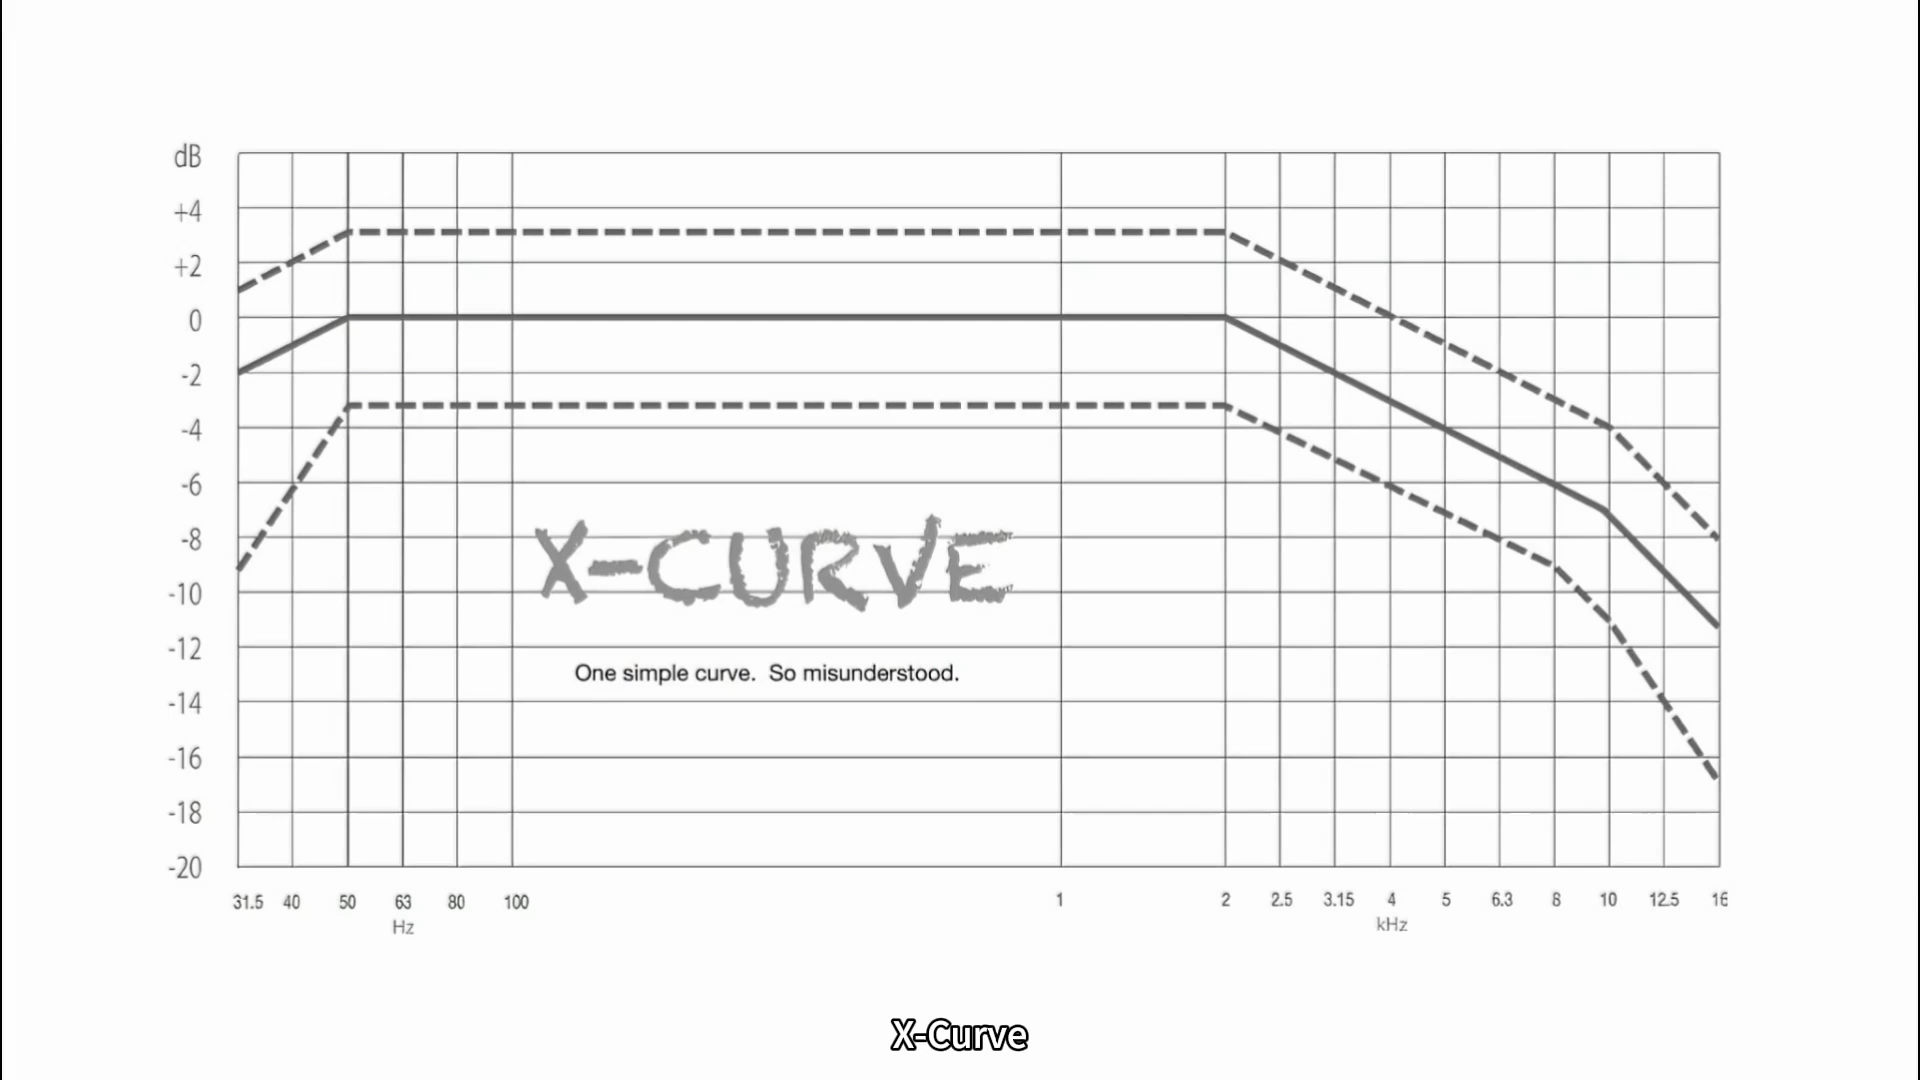 dB
+4
+2
0
-2
-4
-6
-8
-10
-12
-14
-16
-18
-20
X-CURVE
One simple curve. So misunderstood.
31.5 40 50 63 80 100 1 2 2.5 3.15 4 5 6.3 8 10 12.5 16
Hz kHz
X-Curve